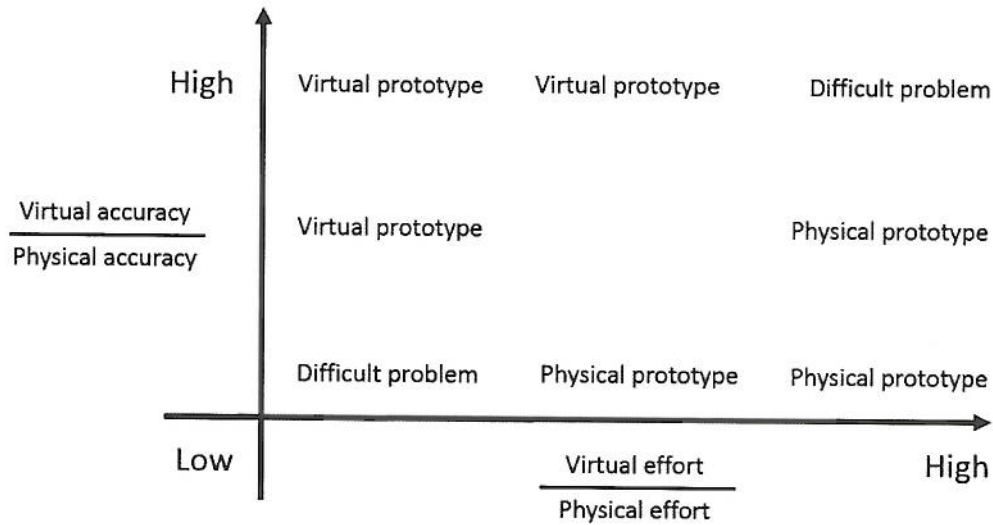 High
Virtual prototype
Virtual prototype
Difficult problem
Virtual accuracy
Physical accuracy
Virtual prototype
Physical prototype
Difficult problem
Physical prototype
Physical prototype
Low
Virtual effort
Physical effort
High